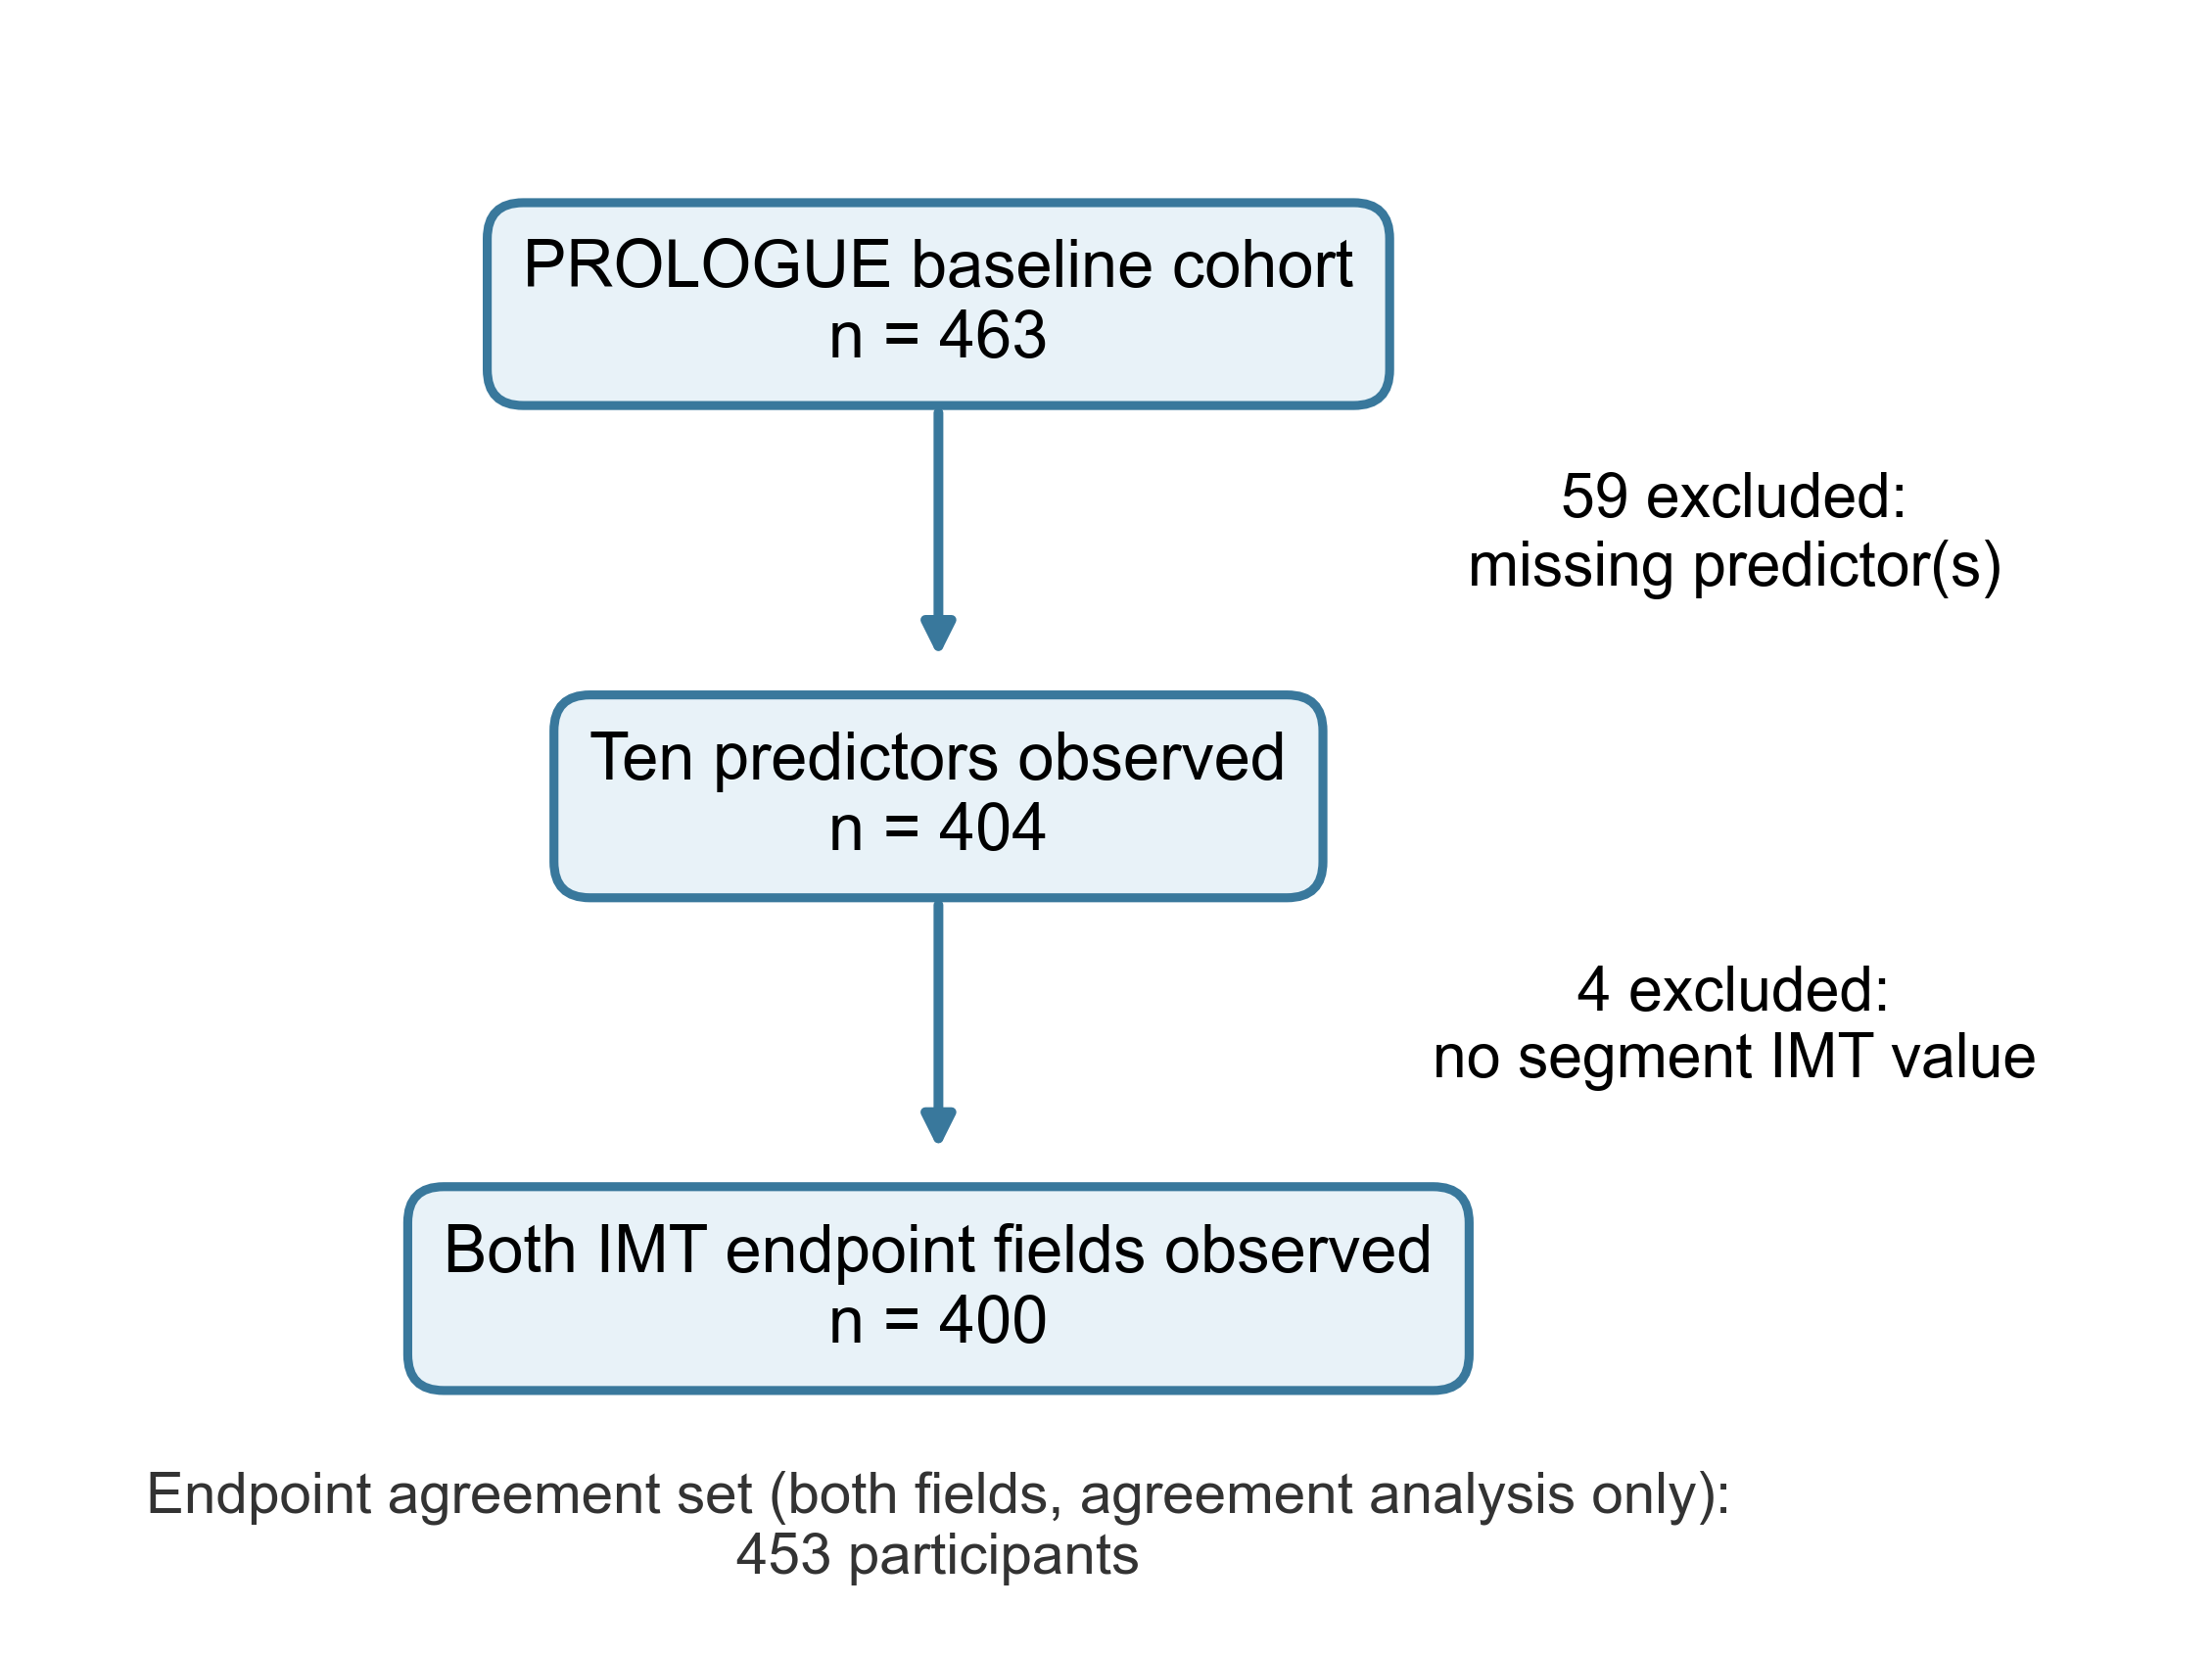 PROLOGUE baseline cohort
n = 463
59 excluded:
missing predictor(s)
Ten predictors observed
n = 404
4 excluded:
no segment IMT value
Both IMT endpoint fields observed
n = 400
Endpoint agreement set (both fields, agreement analysis only):
453 participants